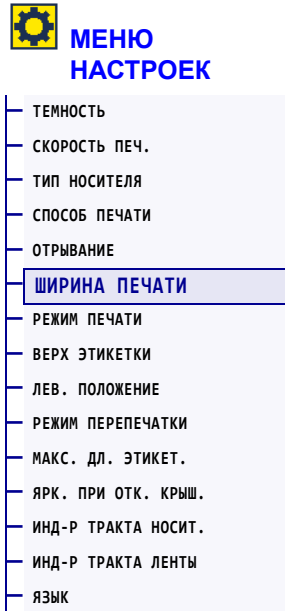 МЕНЮ
НАСТРОЕК
ТЕМНОСТЬ
СКОРОСТЬ ПЕЧ.
ТИП НОСИТЕЛЯ
СПОСОБ ПЕЧАТИ
ОТРЫВАНИЕ
ШИРИНА ПЕЧАТИ
РЕЖИМ ПЕЧАТИ
ВЕРХ ЭТИКЕТКИ
ЛЕВ. ПОЛОЖЕНИЕ
РЕЖИМ ПЕРЕПЕЧАТКИ
МАКС. ДЛ. ЭТИКЕТ.
ЯРК. ПРИ ОТК. КРЫШ.
ИНД-Р ТРАКТА НОСИТ.
ИНД-Р ТРАКТА ЛЕНТЫ
ЯЗЫК